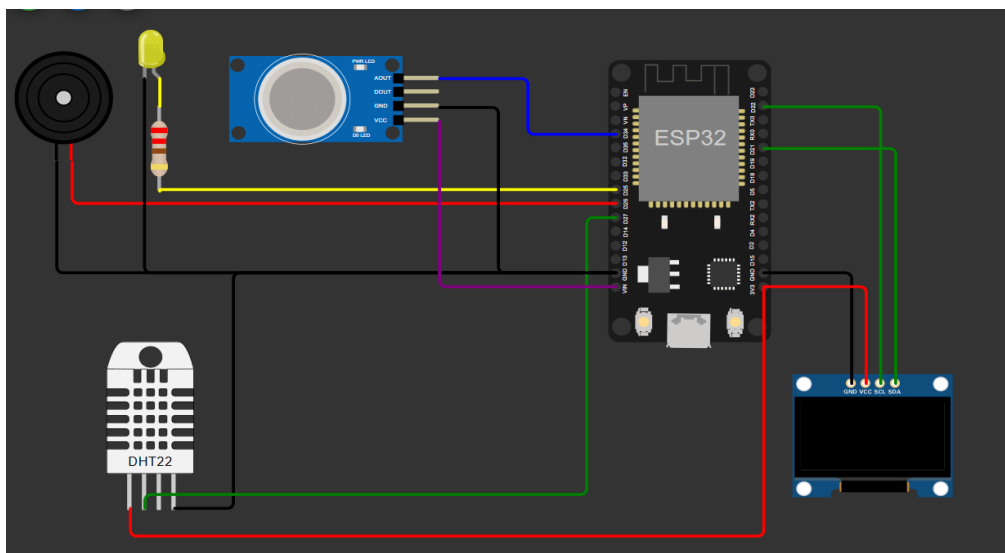 PWR LED
AOUT
DOUT
GND
VCC
D0 LED
ESP32
EN
VP
VN
D34
D35
D32
D33
D25
D26
D27
D14
D12
D13
GND
VIN
D23
D22
TX0
RX0
D21
D19
D18
D5
TX2
RX2
D4
D2
D15
GND
3V3
GND VCC SCL SDA
DHT22